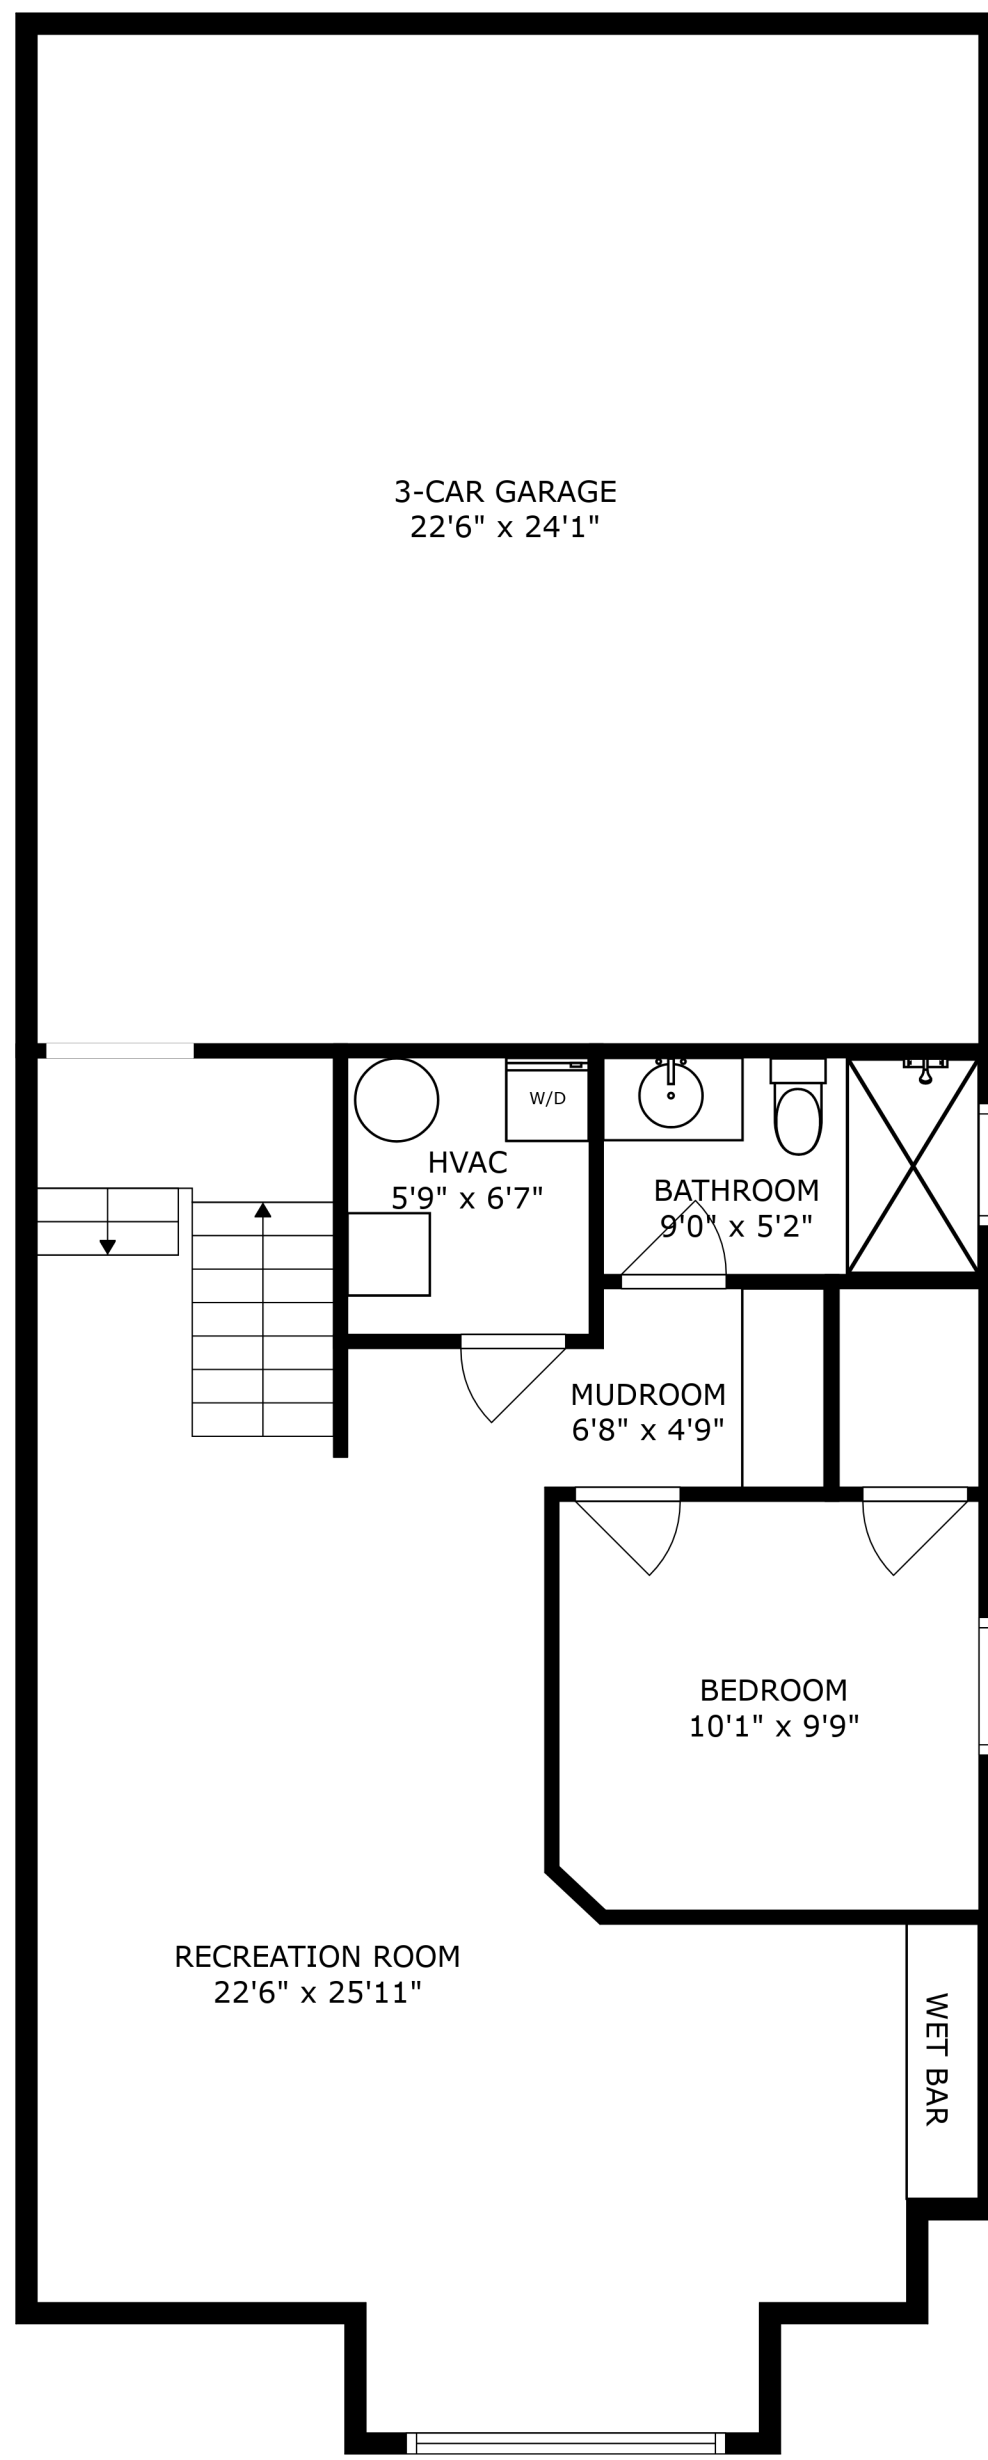 3-CAR GARAGE
22'6" x 24'1"
W/D
HVAC
5'9" x 6'7"
BATHROOM
9'0" x 5'2"
MUDROOM
6'8" x 4'9"
BEDROOM
10'1" x 9'9"
RECREATION ROOM
22'6" x 25'11"
WET BAR